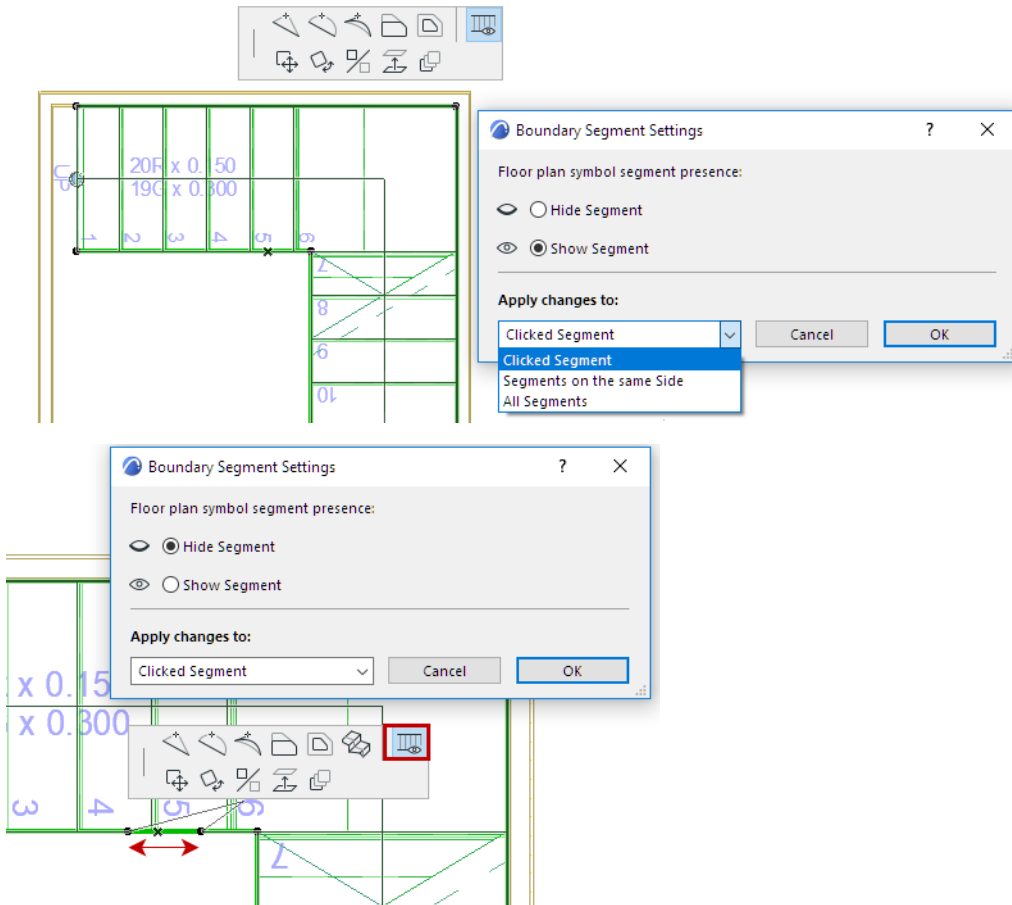 Boundary Segment Settings
?
Floor plan symbol segment presence:
Hide Segment
Show Segment
Apply changes to:
Clicked Segment
Cancel
OK
Clicked Segment
Segments on the same Side
All Segments
UP
20R x 0.150
19G x 0.300
1 2 3 4 5 6
7
8
9
10
Boundary Segment Settings
?
Floor plan symbol segment presence:
Hide Segment
Show Segment
Apply changes to:
Clicked Segment
Cancel
OK
x 0.15
x 0.300
3 4 5 6
7